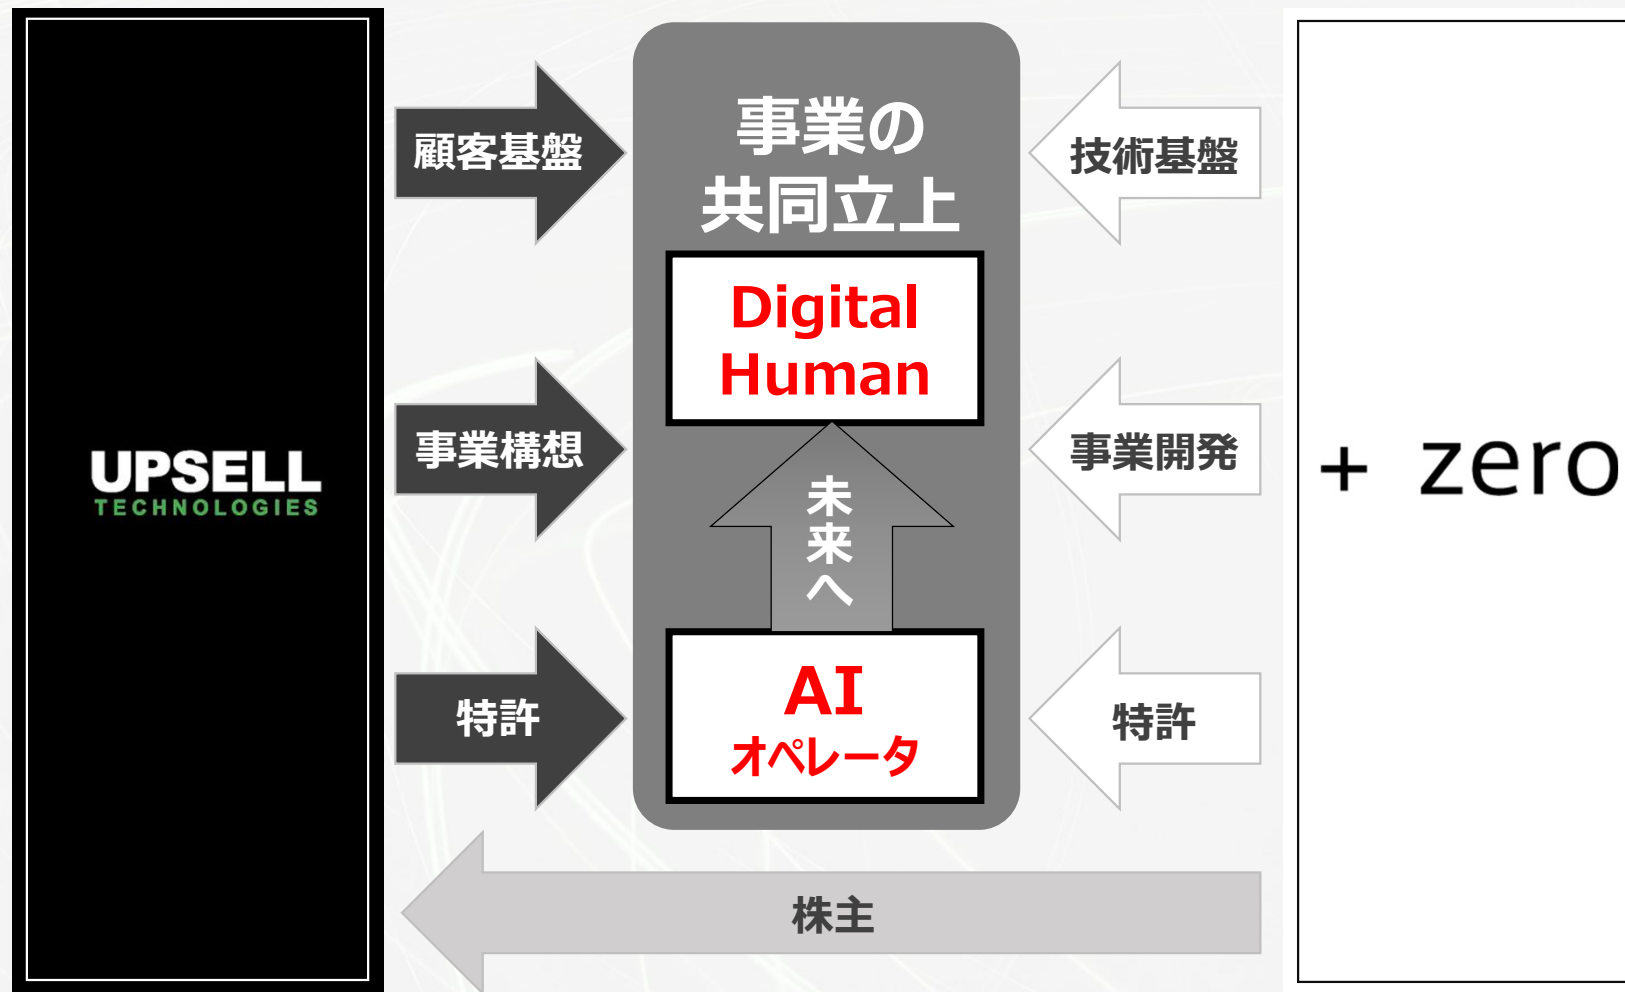 UPSELL
TECHNOLOGIES
顧客基盤
事業構想
特許
事業の
共同立上
Digital
Human
未来へ
AI
オペレータ
技術基盤
事業開発
特許
株主
+ zero